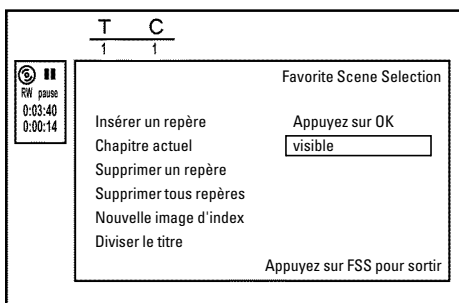 T C
1 1
RW pause
0:03:40
0:00:14
Favorite Scene Selection
Insérer un repère Appuyez sur OK
Chapitre actuel visible
Supprimer un repère
Supprimer tous repères
Nouvelle image d'index
Diviser le titre
Appuyez sur FSS pour sortir